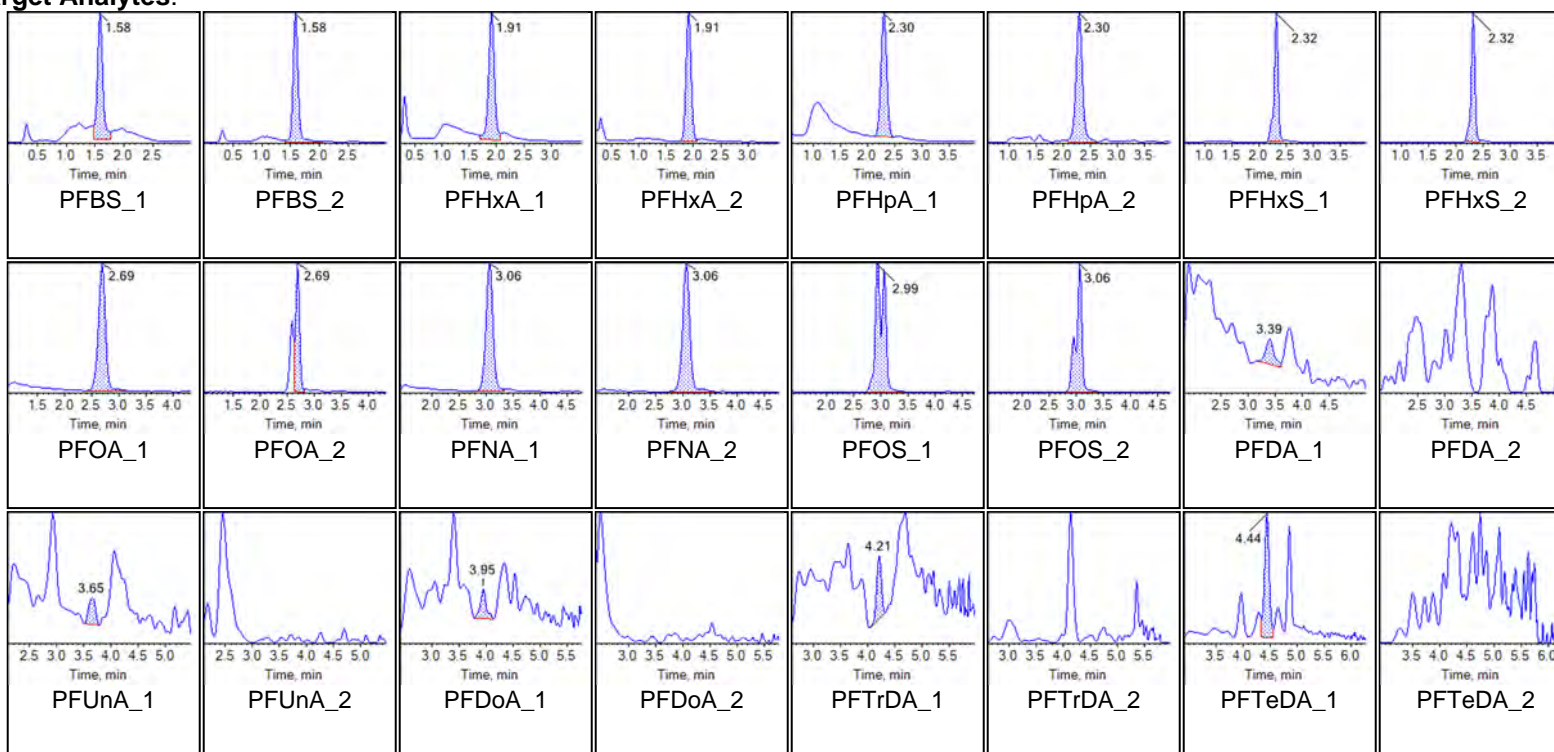 rget Analytes:
1.58 1.58 1.91 1.91 2.30 2.30 2.32 2.32
0.5 1.0 1.5 2.0 2.5 0.5 1.0 1.5 2.0 2.5 0.5 1.0 1.5 2.0 2.5 3.0 0.5 1.0 1.5 2.0 2.5 3.0 1.0 1.5 2.0 2.5 3.0 3.5 1.0 1.5 2.0 2.5 3.0 3.5 1.0 1.5 2.0 2.5 3.0 3.5 1.0 1.5 2.0 2.5 3.0 3.5
Time, min Time, min Time, min Time, min Time, min Time, min Time, min Time, min
PFBS_1 PFBS_2 PFHxA_1 PFHxA_2 PFHpA_1 PFHpA_2 PFHxS_1 PFHxS_2
2.69 2.69 3.06 3.06 2.99 3.06 3.39
1.5 2.0 2.5 3.0 3.5 4.0 1.5 2.0 2.5 3.0 3.5 4.0 2.0 2.5 3.0 3.5 4.0 4.5 2.0 2.5 3.0 3.5 4.0 4.5 2.0 2.5 3.0 3.5 4.0 4.5 2.0 2.5 3.0 3.5 4.0 4.5 2.5 3.0 3.5 4.0 4.5 2.5 3.0 3.5 4.0 4.5
Time, min Time, min Time, min Time, min Time, min Time, min Time, min Time, min
PFOA_1 PFOA_2 PFNA_1 PFNA_2 PFOS_1 PFOS_2 PFDA_1 PFDA_2
3.65 3.95 4.21 4.44
2.5 3.0 3.5 4.0 4.5 5.0 2.5 3.0 3.5 4.0 4.5 5.0 3.0 3.5 4.0 4.5 5.0 5.5 3.0 3.5 4.0 4.5 5.0 5.5 3.0 3.5 4.0 4.5 5.0 5.5 3.0 3.5 4.0 4.5 5.0 5.5 3.5 4.0 4.5 5.0 5.5 6.0 3.5 4.0 4.5 5.0 5.5 6.0
Time, min Time, min Time, min Time, min Time, min Time, min Time, min Time, min
PFUnA_1 PFUnA_2 PFDoA_1 PFDoA_2 PFTrDA_1 PFTrDA_2 PFTeDA_1 PFTeDA_2